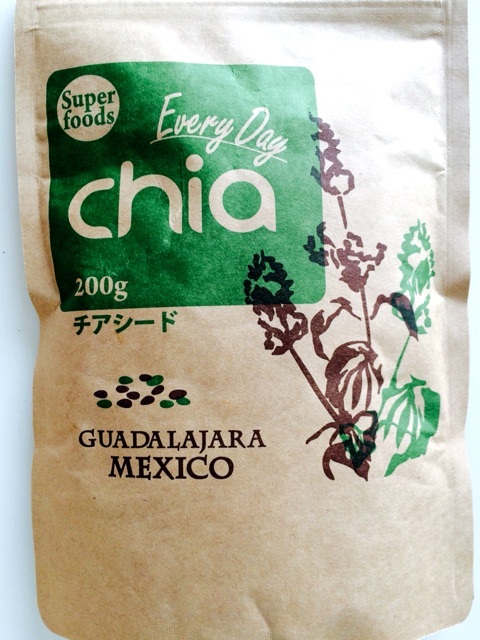 Super
foods
Every Day
chia
200g
チアシード
GUADALAJARA
MEXICO